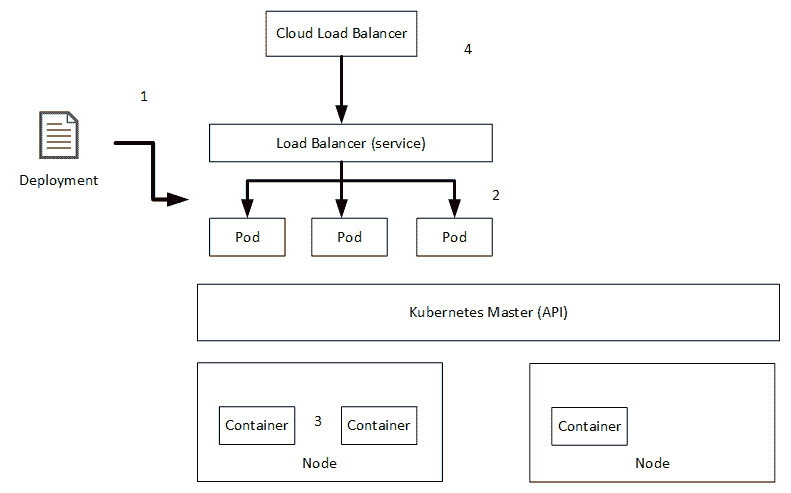 Cloud Load Balancer
4
1
Load Balancer (service)
Deployment
2
Pod
Pod
Pod
Kubernetes Master (API)
Container
3
Container
Node
Container
Node